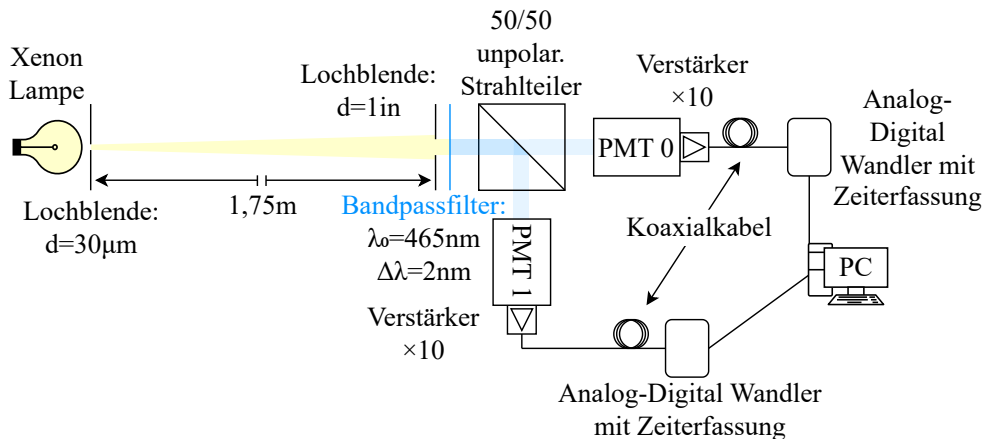 Xenon
Lampe
Lochblende:
d=30μm
1,75m
Lochblende:
d=1in
Bandpassfilter:
λ₀=465nm
Δλ=2nm
50/50
unpolar.
Strahlteiler
PMT 0
Verstärker
×10
Koaxialkabel
Analog-
Digital
Wandler mit
Zeiterfassung
PMT 1
Verstärker
×10
Analog-Digital Wandler
mit Zeiterfassung
PC